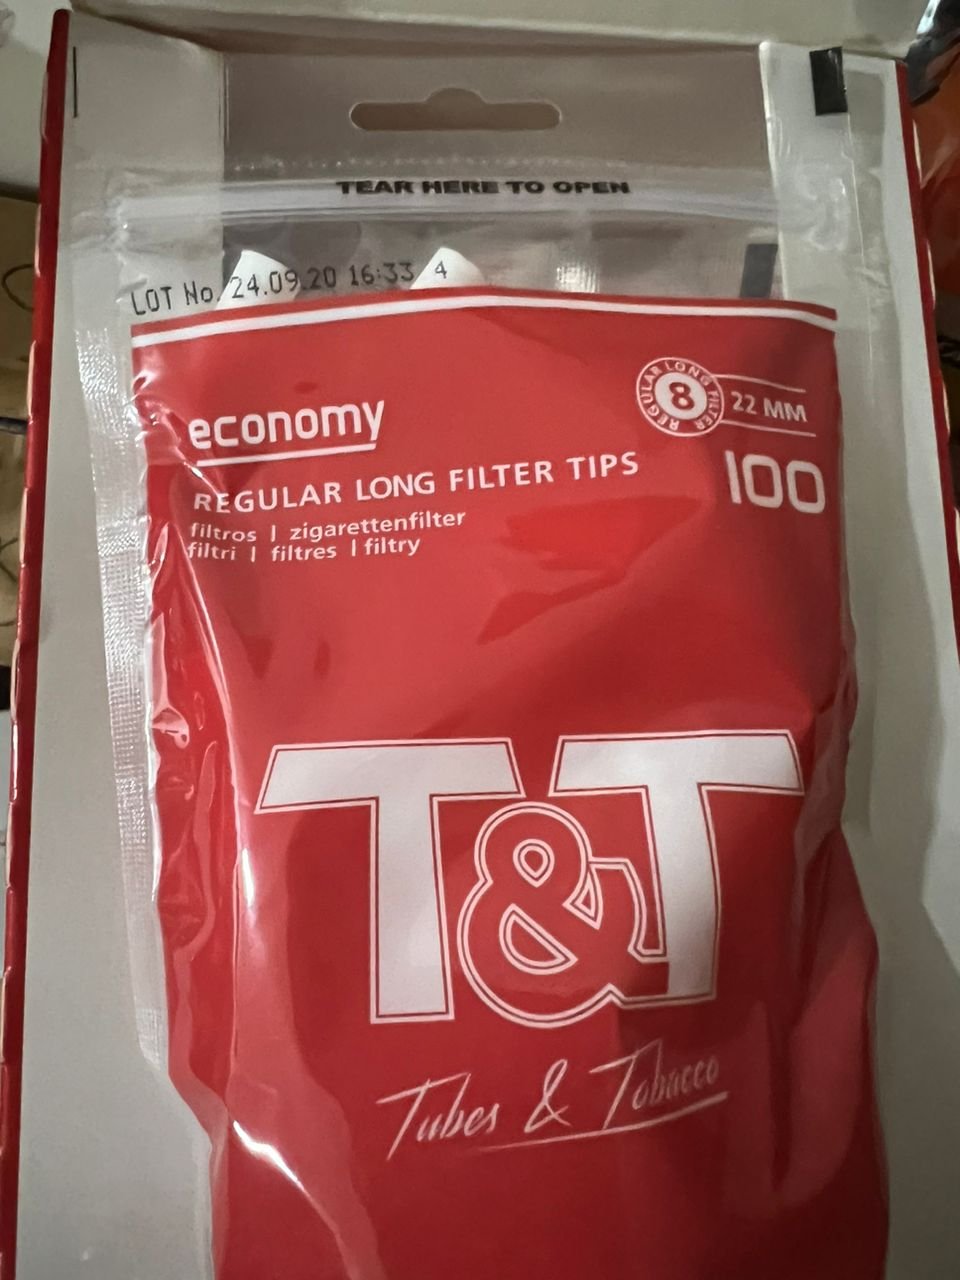 TEAR HERE TO OPEN
LOT No. 24.09.20 16:33 4
economy
REGULAR LONG FILTER
8
22 MM
REGULAR LONG FILTER TIPS
100
filtros | zigarettenfilter
filtri | filtres | filtry
T&T
Tubes & Tobacco